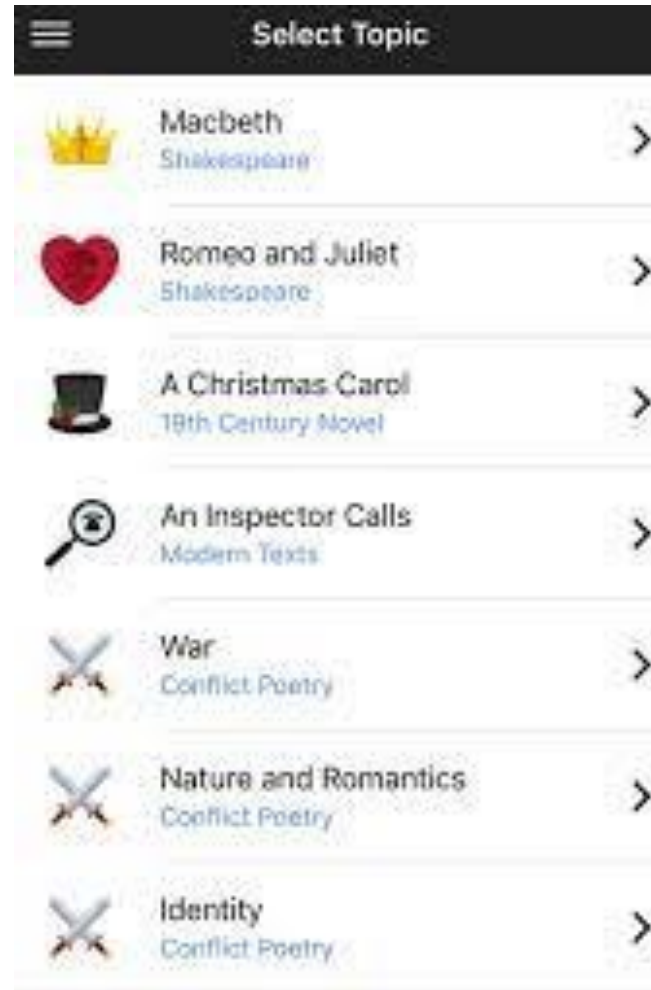 Select Topic
Macbeth
Shakespeare
Romeo and Juliet
Shakespeare
A Christmas Carol
19th Century Novel
An Inspector Calls
Modern Texts
War
Conflict Poetry
Nature and Romantics
Conflict Poetry
Identity
Conflict Poetry